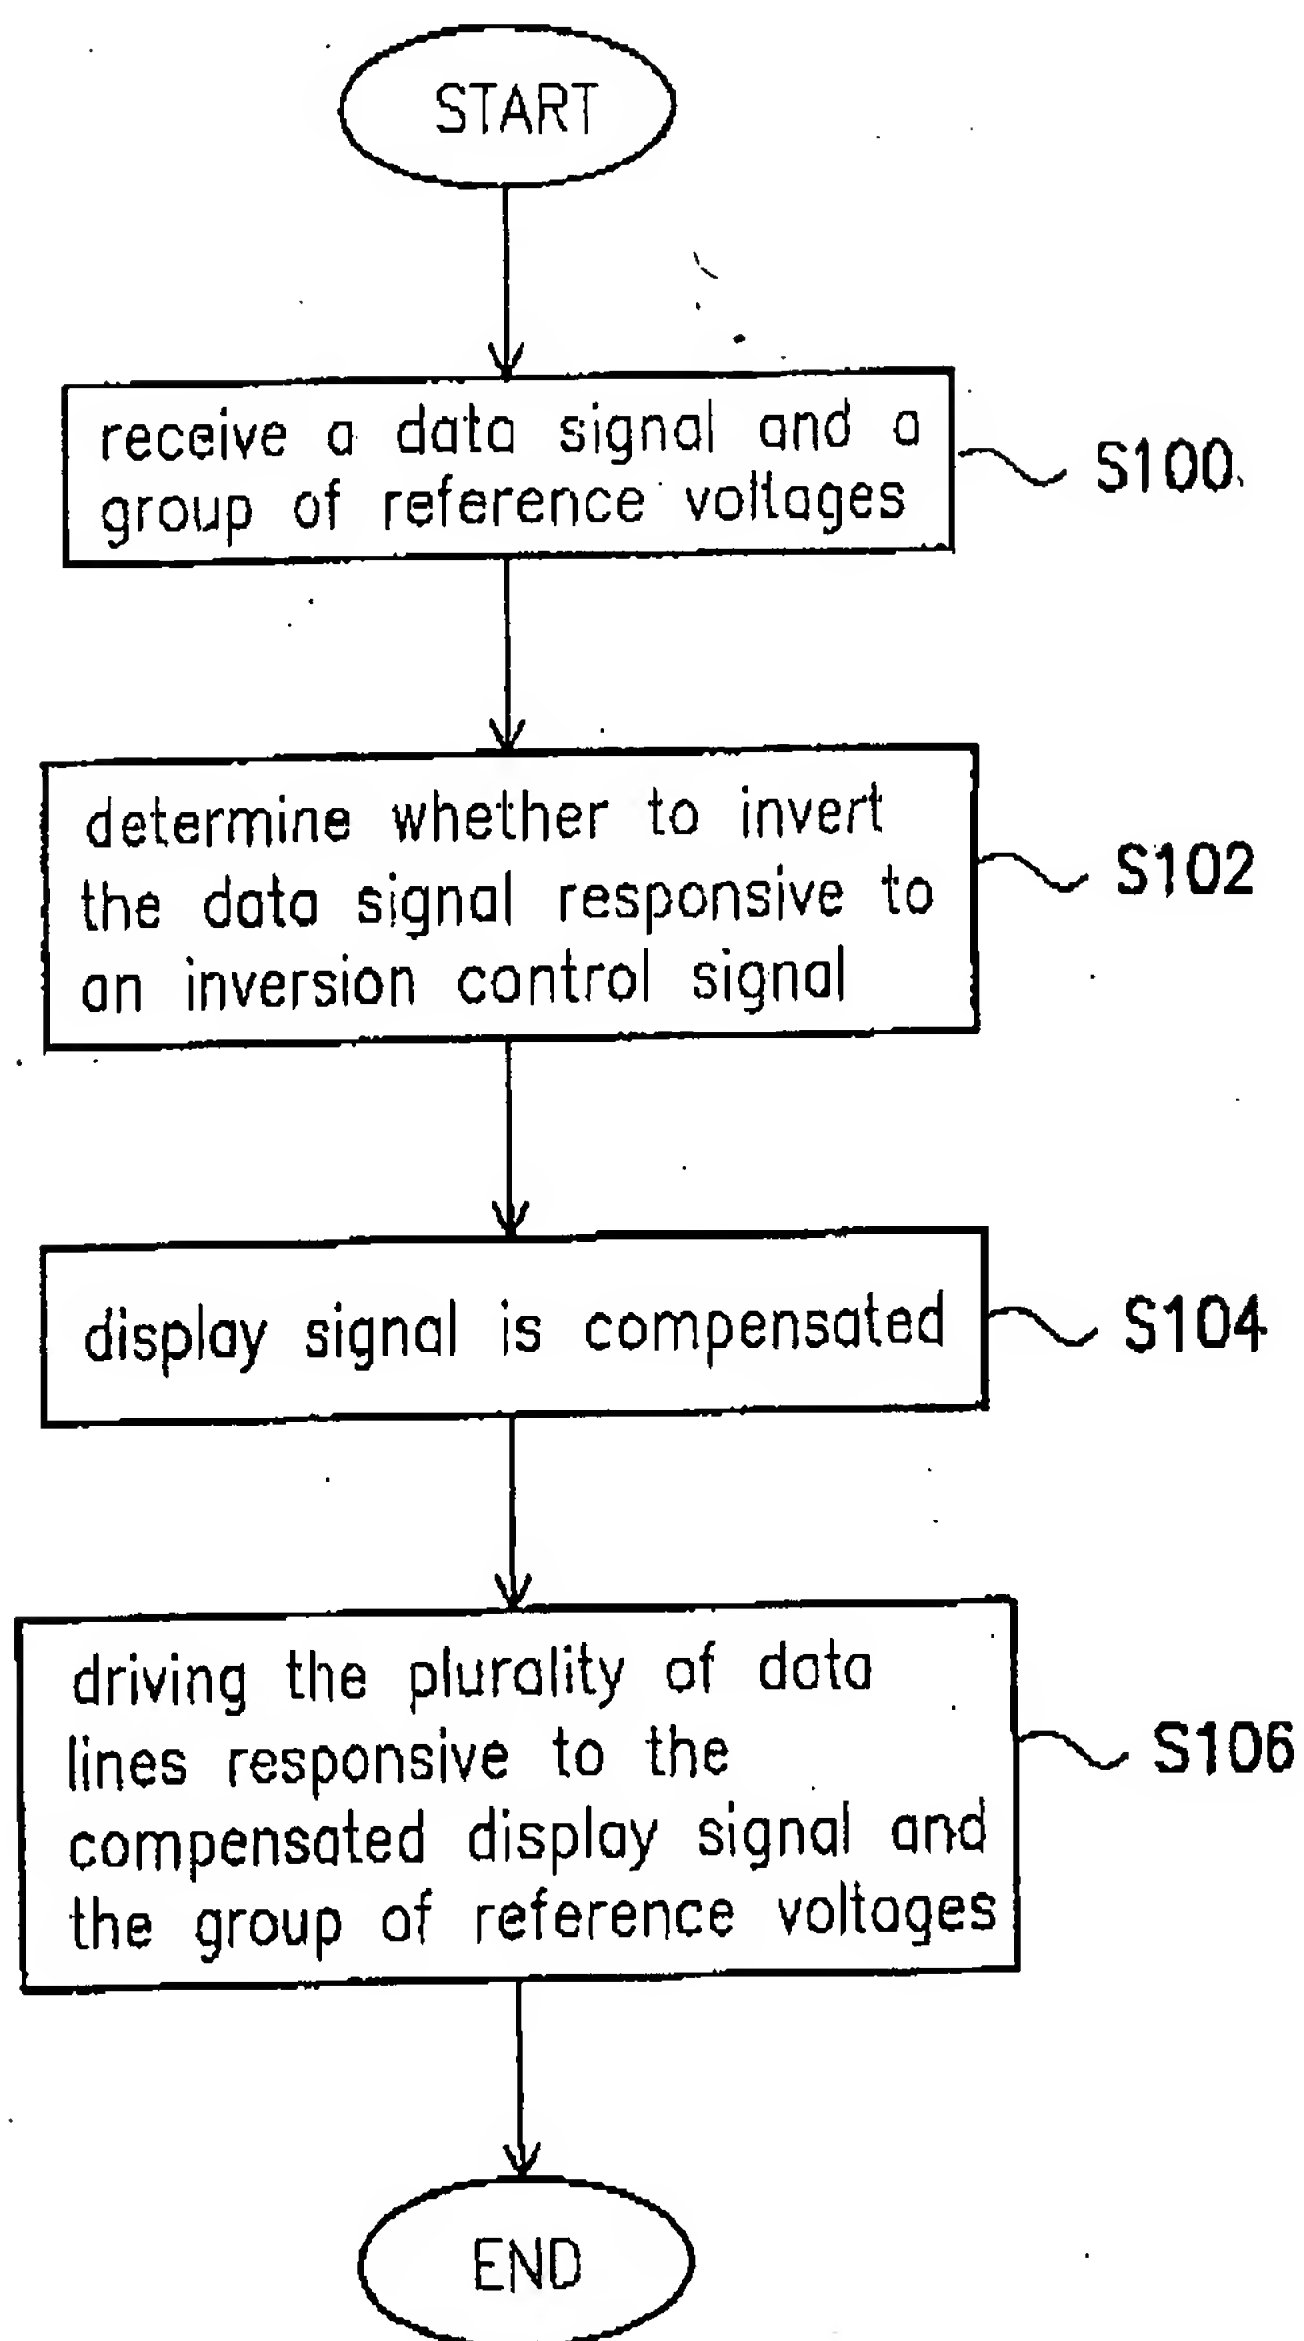 START
receive a data signal and a
group of reference voltages
S100
determine whether to invert
the data signal responsive to
an inversion control signal
S102
display signal is compensated
S104
driving the plurality of data
lines responsive to the
compensated display signal and
the group of reference voltages
S106
END